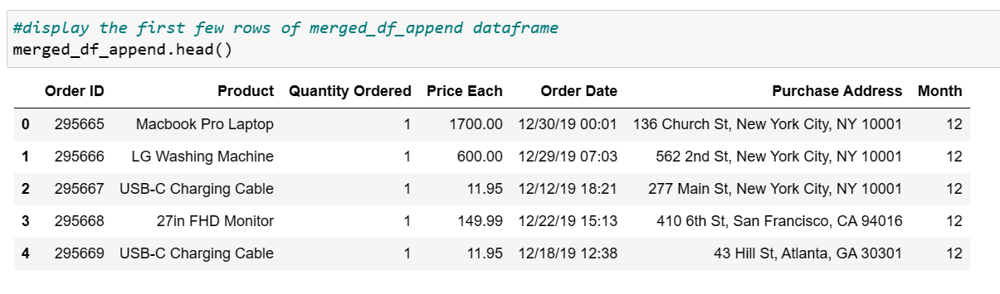 #display the first few rows of merged_df_append dataframe
merged_df_append.head()
Order ID Product Quantity Ordered Price Each Order Date Purchase Address Month
0 295665 Macbook Pro Laptop 1 1700.00 12/30/19 00:01 136 Church St, New York City, NY 10001 12
1 295666 LG Washing Machine 1 600.00 12/29/19 07:03 562 2nd St, New York City, NY 10001 12
2 295667 USB-C Charging Cable 1 11.95 12/12/19 18:21 277 Main St, New York City, NY 10001 12
3 295668 27in FHD Monitor 1 149.99 12/22/19 15:13 410 6th St, San Francisco, CA 94016 12
4 295669 USB-C Charging Cable 1 11.95 12/18/19 12:38 43 Hill St, Atlanta, GA 30301 12